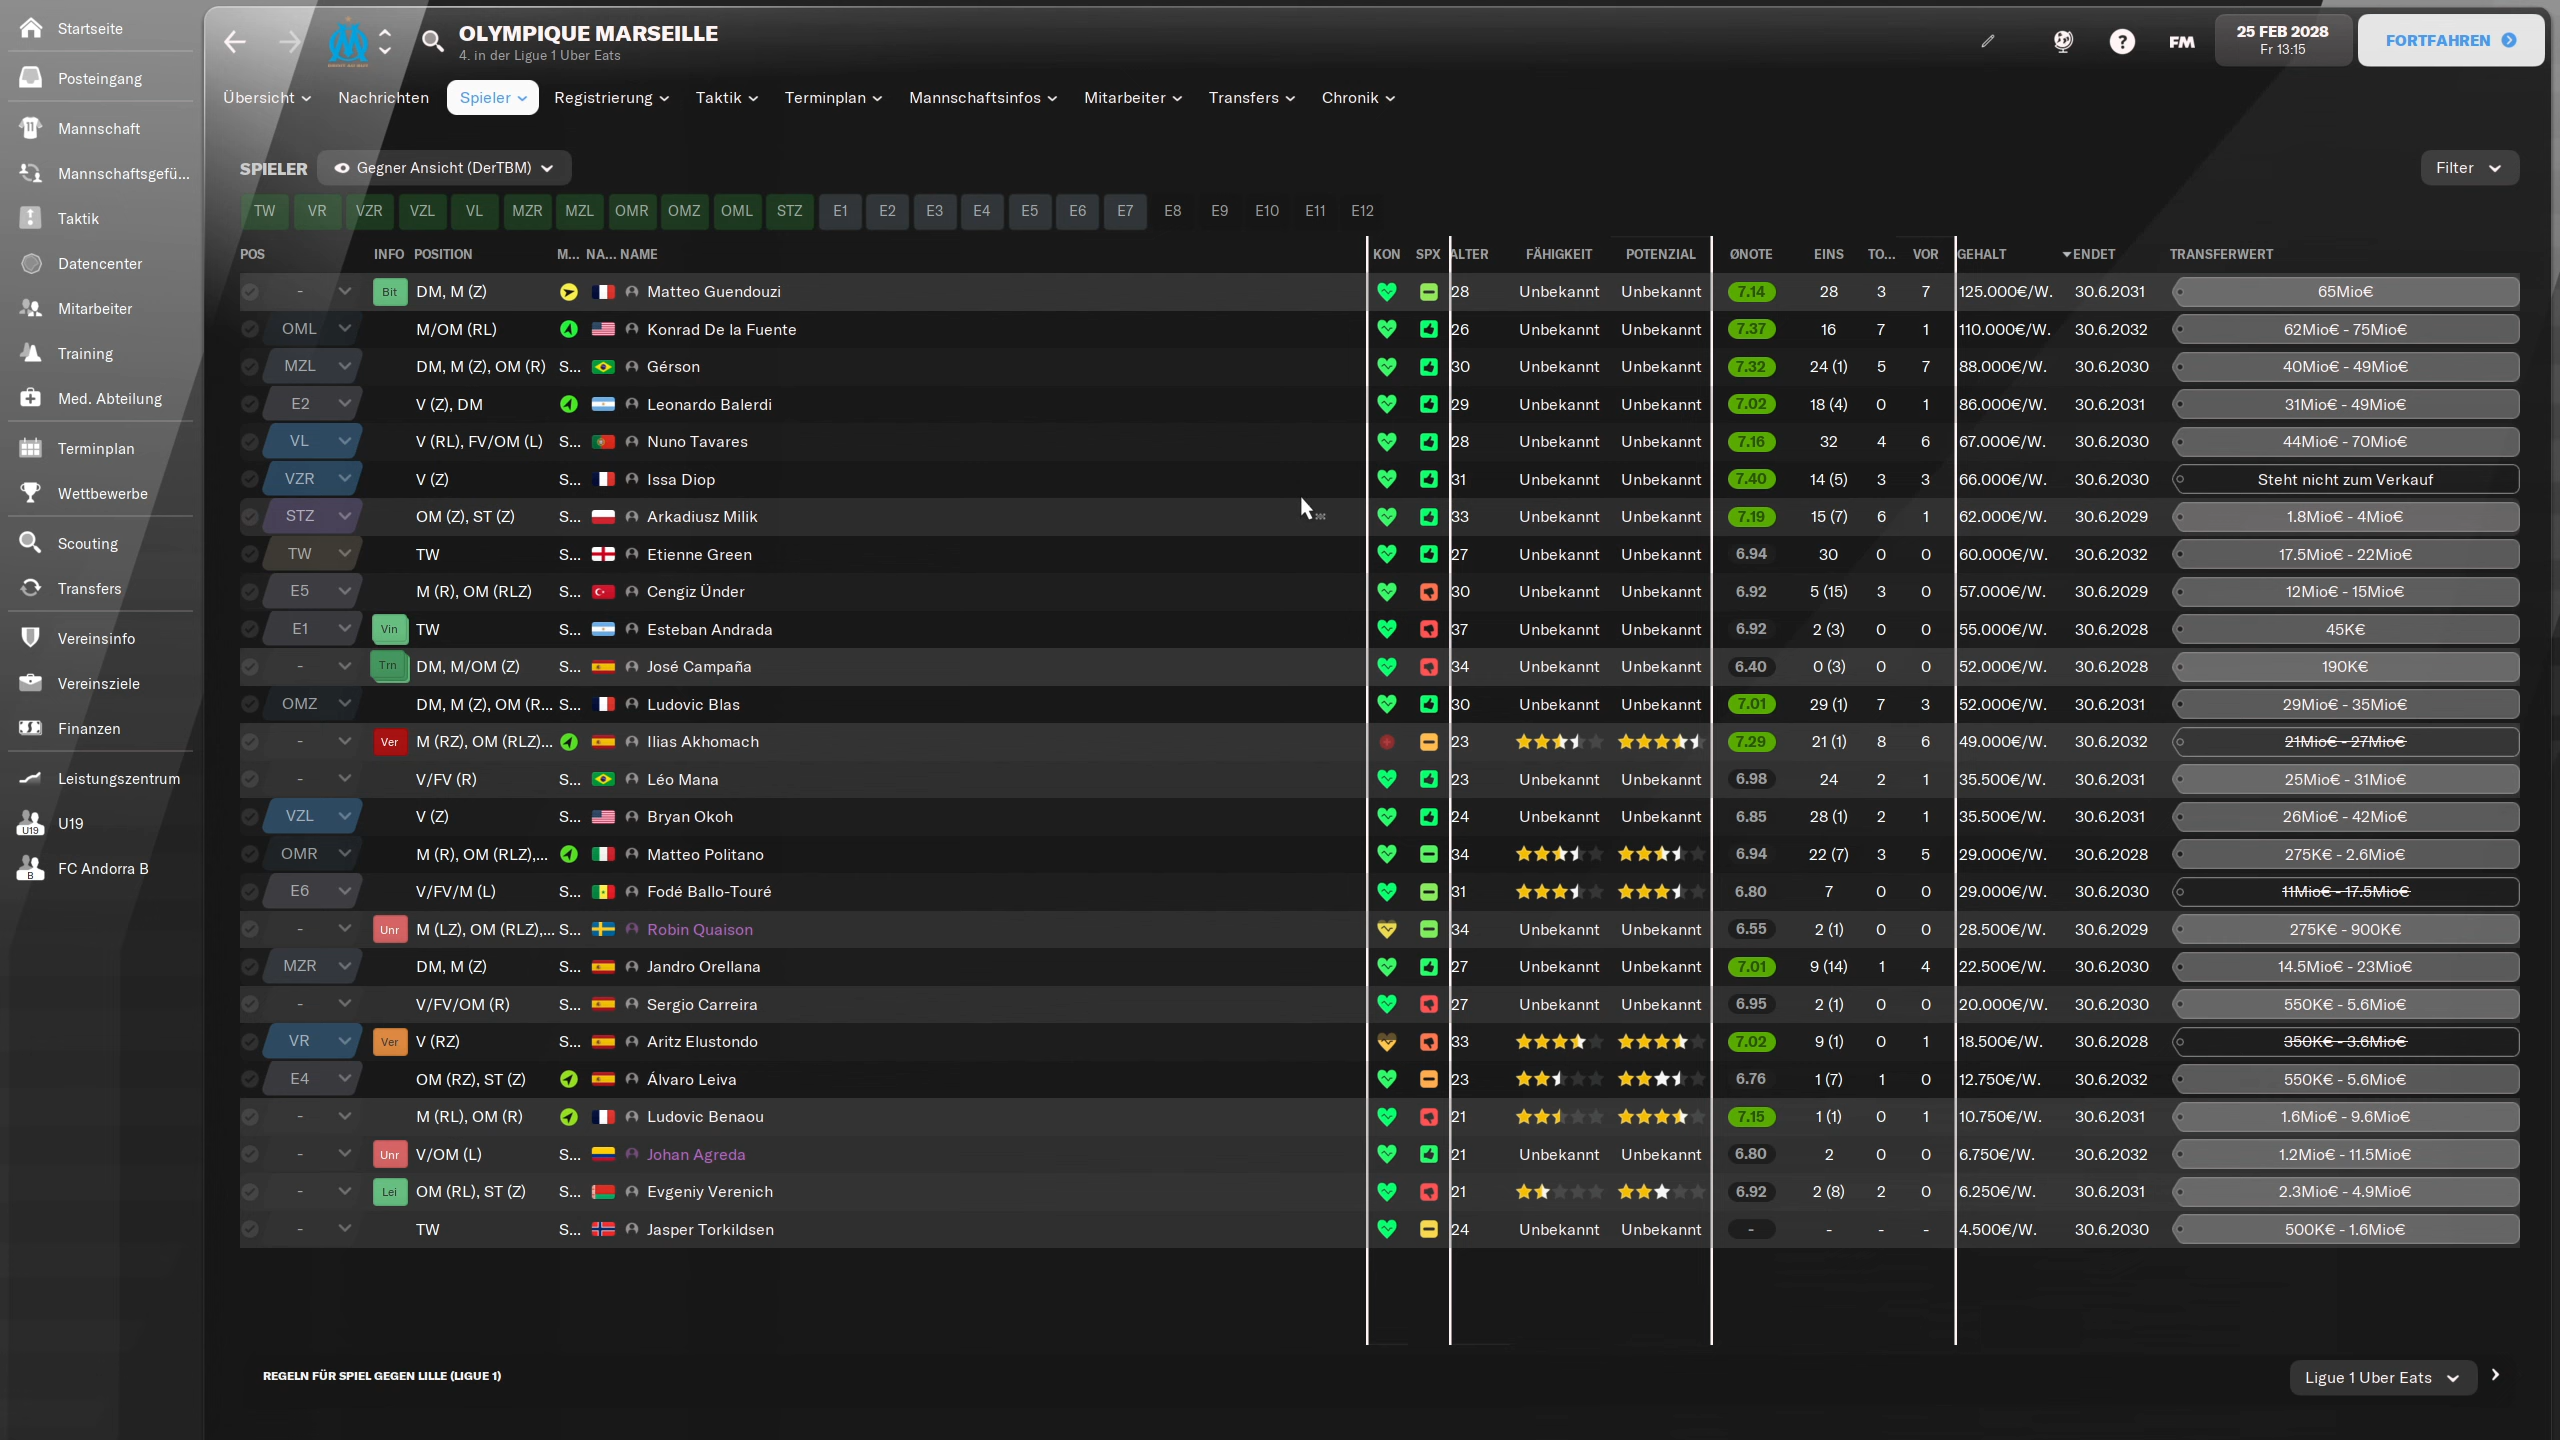 Startseite
Posteingang
Mannschaft
Mannschaftsgefü...
Taktik
Datencenter
Mitarbeiter
Training
Med. Abteilung
Terminplan
Wettbewerbe
Scouting
Transfers
Vereinsinfo
Vereinsziele
Finanzen
Leistungszentrum
U19
FC Andorra B
OLYMPIQUE MARSEILLE
4. in der Ligue 1 Uber Eats
FM
25 FEB 2028
Fr 13:15
FORTFAHREN
Übersicht Nachrichten Spieler Registrierung Taktik Terminplan Mannschaftsinfos Mitarbeiter Transfers Chronik
SPIELER Gegner Ansicht (DerTBM) Filter
TW VR VZR VZL VL MZR MZL OMR OMZ OML STZ E1 E2 E3 E4 E5 E6 E7 E8 E9 E10 E11 E12
POS INFO POSITION M... NA... NAME KON SPX ALTER FÄHIGKEIT POTENZIAL ØNOTE EINS TO... VOR GEHALT ENDET TRANSFERWERT
- Bit DM, M (Z) Matteo Guendouzi 28 Unbekannt Unbekannt 7.14 28 3 7 125.000€/W. 30.6.2031 65Mio€
OML M/OM (RL) Konrad De la Fuente 26 Unbekannt Unbekannt 7.37 16 7 1 110.000€/W. 30.6.2032 62Mio€ - 75Mio€
MZL DM, M (Z), OM (R) S... Gérson 30 Unbekannt Unbekannt 7.32 24 (1) 5 7 88.000€/W. 30.6.2030 40Mio€ - 49Mio€
E2 V (Z), DM Leonardo Balerdi 29 Unbekannt Unbekannt 7.02 18 (4) 0 1 86.000€/W. 30.6.2031 31Mio€ - 49Mio€
VL V (RL), FV/OM (L) S... Nuno Tavares 28 Unbekannt Unbekannt 7.16 32 4 6 67.000€/W. 30.6.2030 44Mio€ - 70Mio€
VZR V (Z) S... Issa Diop 31 Unbekannt Unbekannt 7.40 14 (5) 3 3 66.000€/W. 30.6.2030 Steht nicht zum Verkauf
STZ OM (Z), ST (Z) S... Arkadiusz Milik 33 Unbekannt Unbekannt 7.19 15 (7) 6 1 62.000€/W. 30.6.2029 1.8Mio€ - 4Mio€
TW TW S... Etienne Green 27 Unbekannt Unbekannt 6.94 30 0 0 60.000€/W. 30.6.2032 17.5Mio€ - 22Mio€
E5 M (R), OM (RLZ) S... Cengiz Ünder 30 Unbekannt Unbekannt 6.92 5 (15) 3 0 57.000€/W. 30.6.2029 12Mio€ - 15Mio€
E1 Vin TW S... Esteban Andrada 37 Unbekannt Unbekannt 6.92 2 (3) 0 0 55.000€/W. 30.6.2028 45K€
- Trn DM, M/OM (Z) S... José Campaña 34 Unbekannt Unbekannt 6.40 0 (3) 0 0 52.000€/W. 30.6.2028 190K€
OMZ DM, M (Z), OM (R... S... Ludovic Blas 30 Unbekannt Unbekannt 7.01 29 (1) 7 3 52.000€/W. 30.6.2031 29Mio€ - 35Mio€
- Ver M (RZ), OM (RLZ)... Ilias Akhomach 23 7.29 21 (1) 8 6 49.000€/W. 30.6.2032 21Mio€ - 27Mio€
- V/FV (R) S... Léo Mana 23 Unbekannt Unbekannt 6.98 24 2 1 35.500€/W. 30.6.2031 25Mio€ - 31Mio€
VZL V (Z) S... Bryan Okoh 24 Unbekannt Unbekannt 6.85 28 (1) 2 1 35.500€/W. 30.6.2031 26Mio€ - 42Mio€
OMR M (R), OM (RLZ),... Matteo Politano 34 6.94 22 (7) 3 5 29.000€/W. 30.6.2028 275K€ - 2.6Mio€
E6 V/FV/M (L) S... Fodé Ballo-Touré 31 6.80 7 0 0 29.000€/W. 30.6.2030 11Mio€ - 17.5Mio€
- Unr M (LZ), OM (RLZ),... S... Robin Quaison 34 Unbekannt Unbekannt 6.55 2 (1) 0 0 28.500€/W. 30.6.2029 275K€ - 900K€
MZR DM, M (Z) S... Jandro Orellana 27 Unbekannt Unbekannt 7.01 9 (14) 1 4 22.500€/W. 30.6.2030 14.5Mio€ - 23Mio€
- V/FV/OM (R) S... Sergio Carreira 27 Unbekannt Unbekannt 6.95 2 (1) 0 0 20.000€/W. 30.6.2030 550K€ - 5.6Mio€
VR Ver V (RZ) S... Aritz Elustondo 33 7.02 9 (1) 0 1 18.500€/W. 30.6.2028 350K€ - 3.6Mio€
E4 OM (RZ), ST (Z) Álvaro Leiva 23 6.76 1 (7) 1 0 12.750€/W. 30.6.2032 550K€ - 5.6Mio€
- M (RL), OM (R) Ludovic Benaou 21 7.15 1 (1) 0 1 10.750€/W. 30.6.2031 1.6Mio€ - 9.6Mio€
- Unr V/OM (L) S... Johan Agreda 21 Unbekannt Unbekannt 6.80 2 0 0 6.750€/W. 30.6.2032 1.2Mio€ - 11.5Mio€
- Lei OM (RL), ST (Z) S... Evgeniy Verenich 21 6.92 2 (8) 2 0 6.250€/W. 30.6.2031 2.3Mio€ - 4.9Mio€
- TW S... Jasper Torkildsen 24 Unbekannt Unbekannt - - - - 4.500€/W. 30.6.2030 500K€ - 1.6Mio€
REGELN FÜR SPIEL GEGEN LILLE (LIGUE 1) Ligue 1 Uber Eats